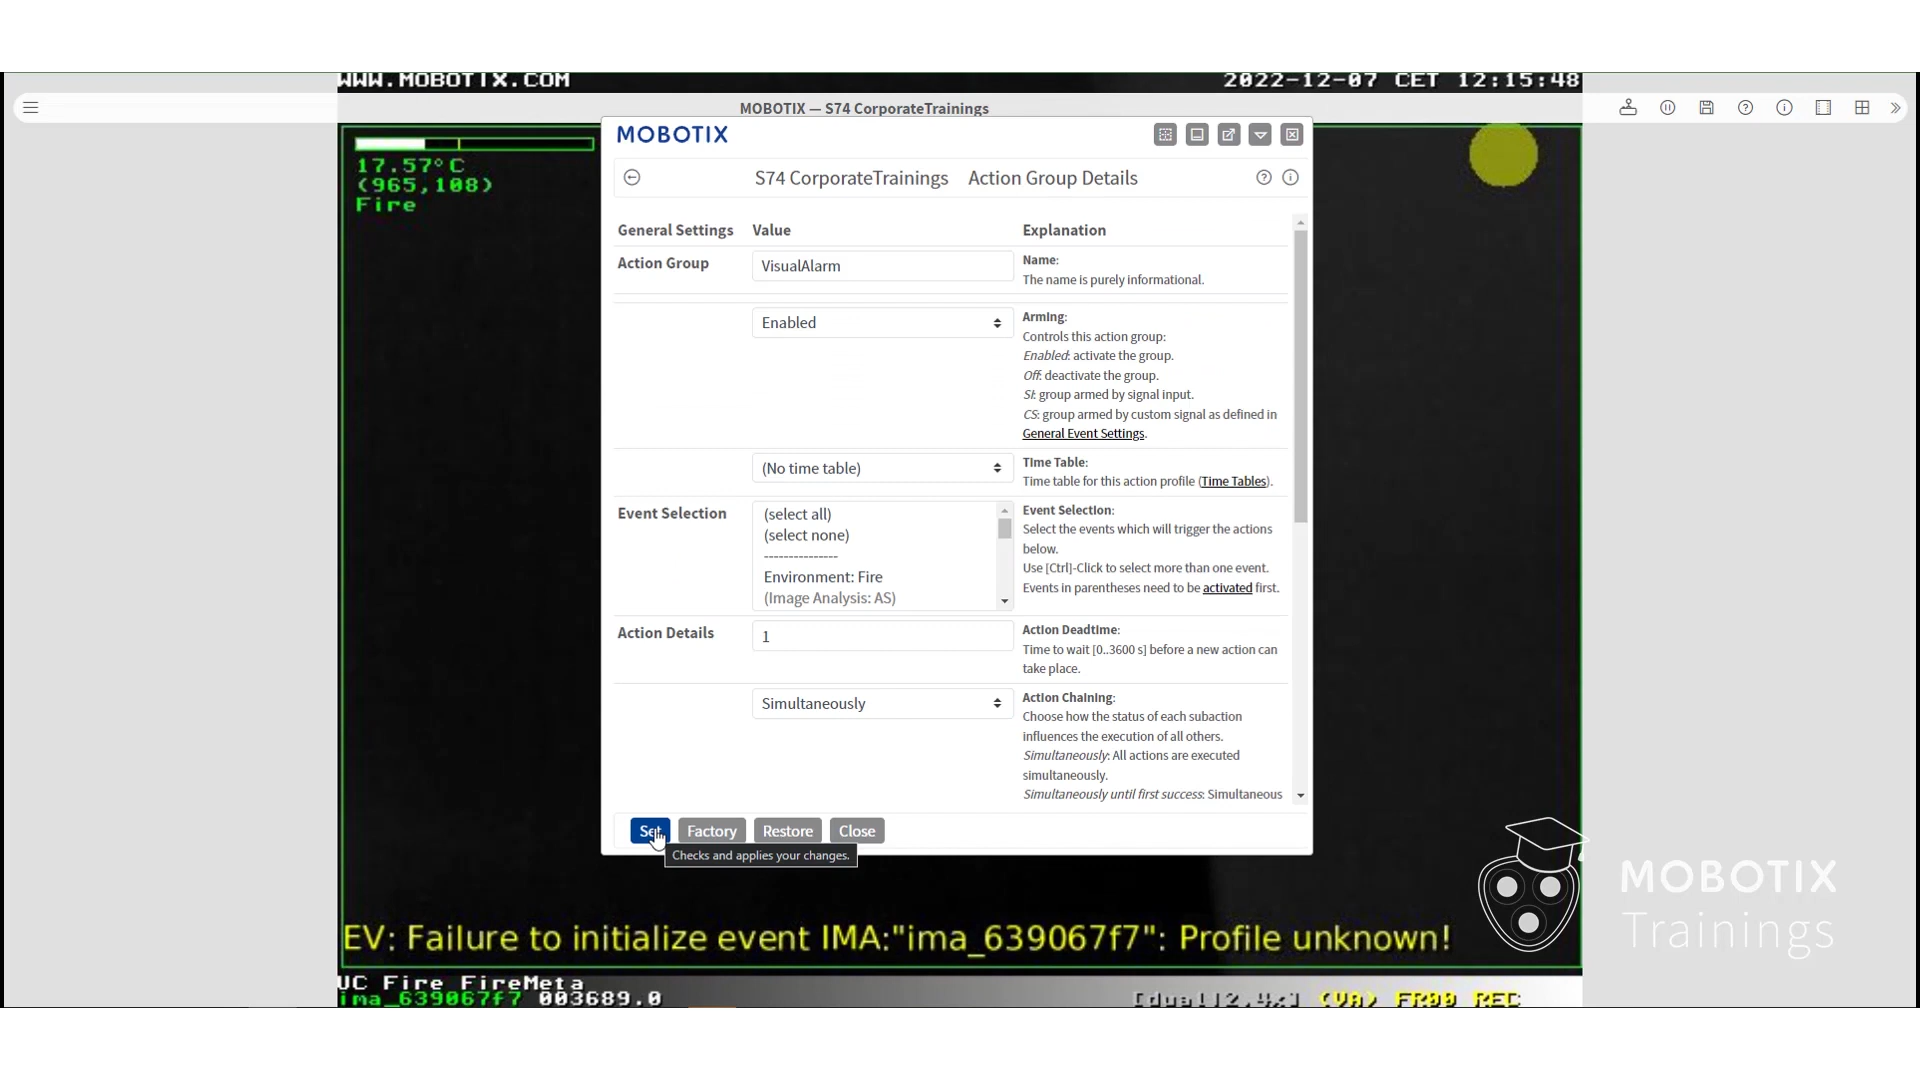 WWW.MOBOTIX.COM
2022-12-07 CET 12:15:48
MOBOTIX — S74 CorporateTrainings
MOBOTIX
17.57°C
(965,108)
Fire
S74 CorporateTrainings Action Group Details
General Settings Value Explanation
Action Group VisualAlarm Name:
The name is purely informational.
Enabled Arming:
Controls this action group:
Enabled: activate the group.
Off: deactivate the group.
SI: group armed by signal input.
CS: group armed by custom signal as defined in
General Event Settings.
(No time table) Time Table:
Time table for this action profile (Time Tables).
Event Selection
(select all)
(select none)
---------------
Environment: Fire
(Image Analysis: AS)
Event Selection:
Select the events which will trigger the actions
below.
Use [Ctrl]-Click to select more than one event.
Events in parentheses need to be activated first.
Action Details 1 Action Deadtime:
Time to wait [0..3600 s] before a new action can
take place.
Simultaneously Action Chaining:
Choose how the status of each subaction
influences the execution of all others.
Simultaneously: All actions are executed
simultaneously.
Simultaneously until first success: Simultaneous
Set Factory Restore Close
Checks and applies your changes.
MOBOTIX
Trainings
EV: Failure to initialize event IMA:"ima_639067f7": Profile unknown!
UC Fire FireMeta
ima_639067f7 003689.0
[dual|2.4x] (VA) FR00 REC